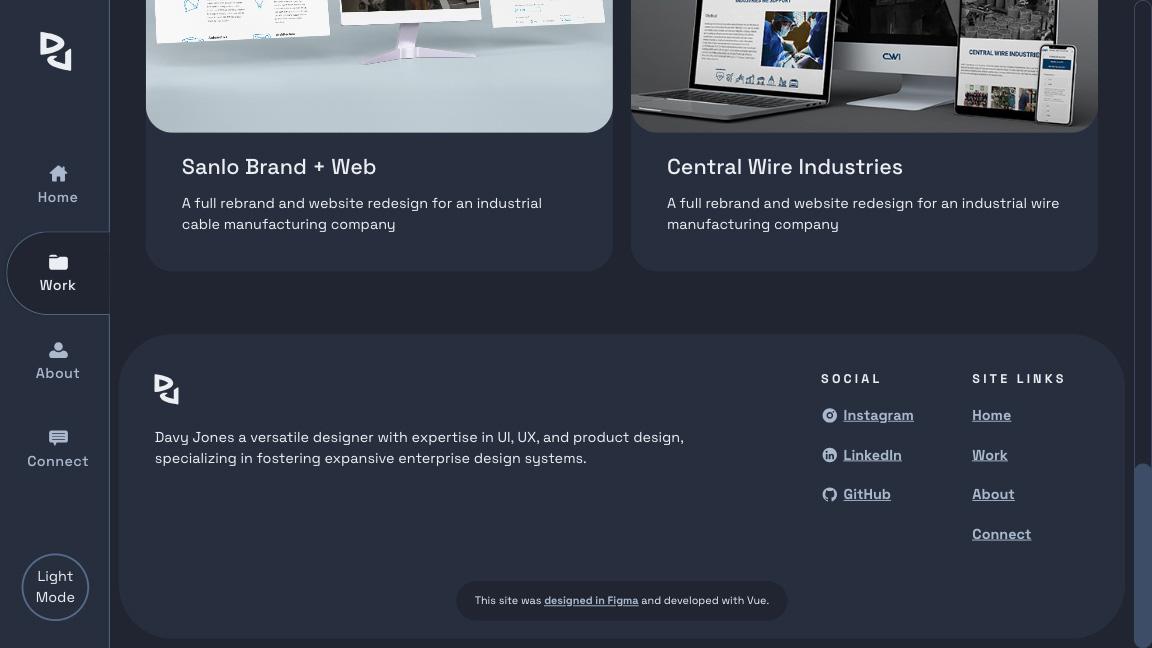 Home
Work
About
Connect
Light
Mode
INDUSTRIES WE SUPPORT
CWI
CENTRAL WIRE INDUSTRIES
Sanlo Brand + Web
A full rebrand and website redesign for an industrial
cable manufacturing company
Central Wire Industries
A full rebrand and website redesign for an industrial wire
manufacturing company
Davy Jones a versatile designer with expertise in UI, UX, and product design,
specializing in fostering expansive enterprise design systems.
SOCIAL
Instagram
LinkedIn
GitHub
SITE LINKS
Home
Work
About
Connect
This site was designed in Figma and developed with Vue.